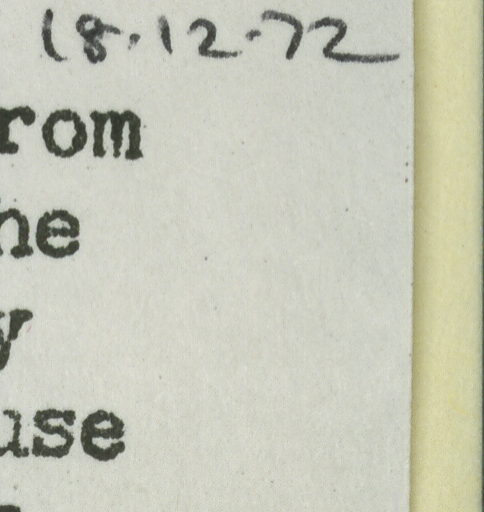 18.12.72
rom
he
y
use